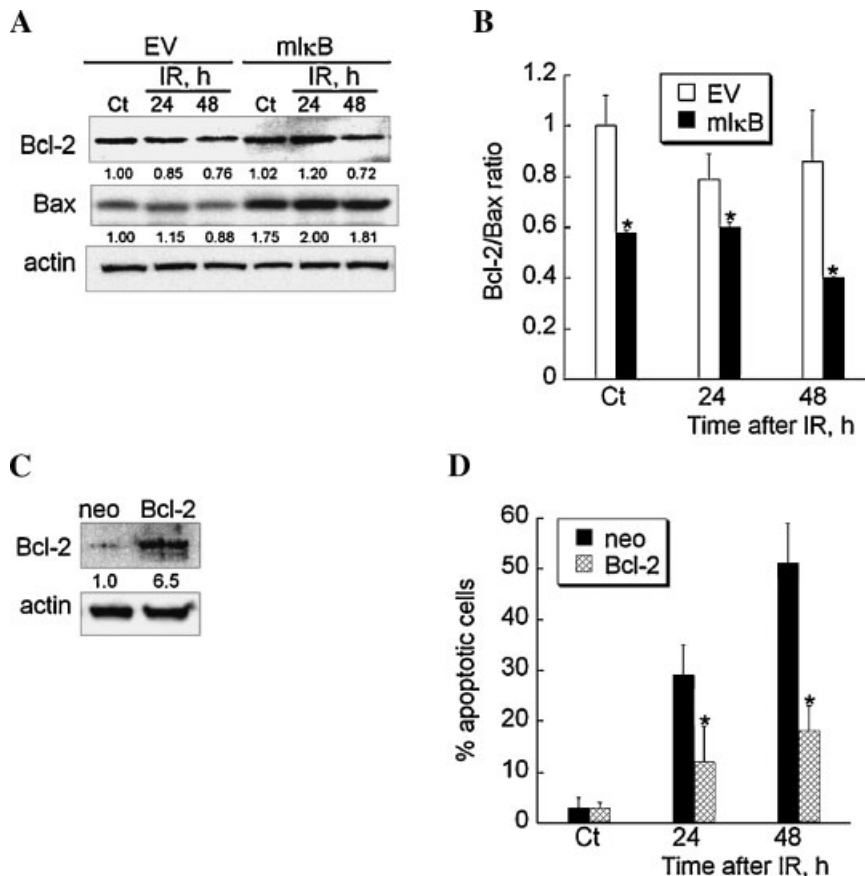 A
EV mIκB
IR, h IR, h
Ct 24 48 Ct 24 48
Bcl-2
1.00 0.85 0.76 1.02 1.20 0.72
Bax
1.00 1.15 0.88 1.75 2.00 1.81
actin
B
1.2
1
0.8
0.6
0.4
0.2
0
Bcl-2/Bax ratio
EV
mIκB
* * *
Ct 24 48
Time after IR, h
C
neo Bcl-2
Bcl-2
1.0 6.5
actin
D
60
50
40
30
20
10
0
% apoptotic cells
neo
Bcl-2
* *
Ct 24 48
Time after IR, h